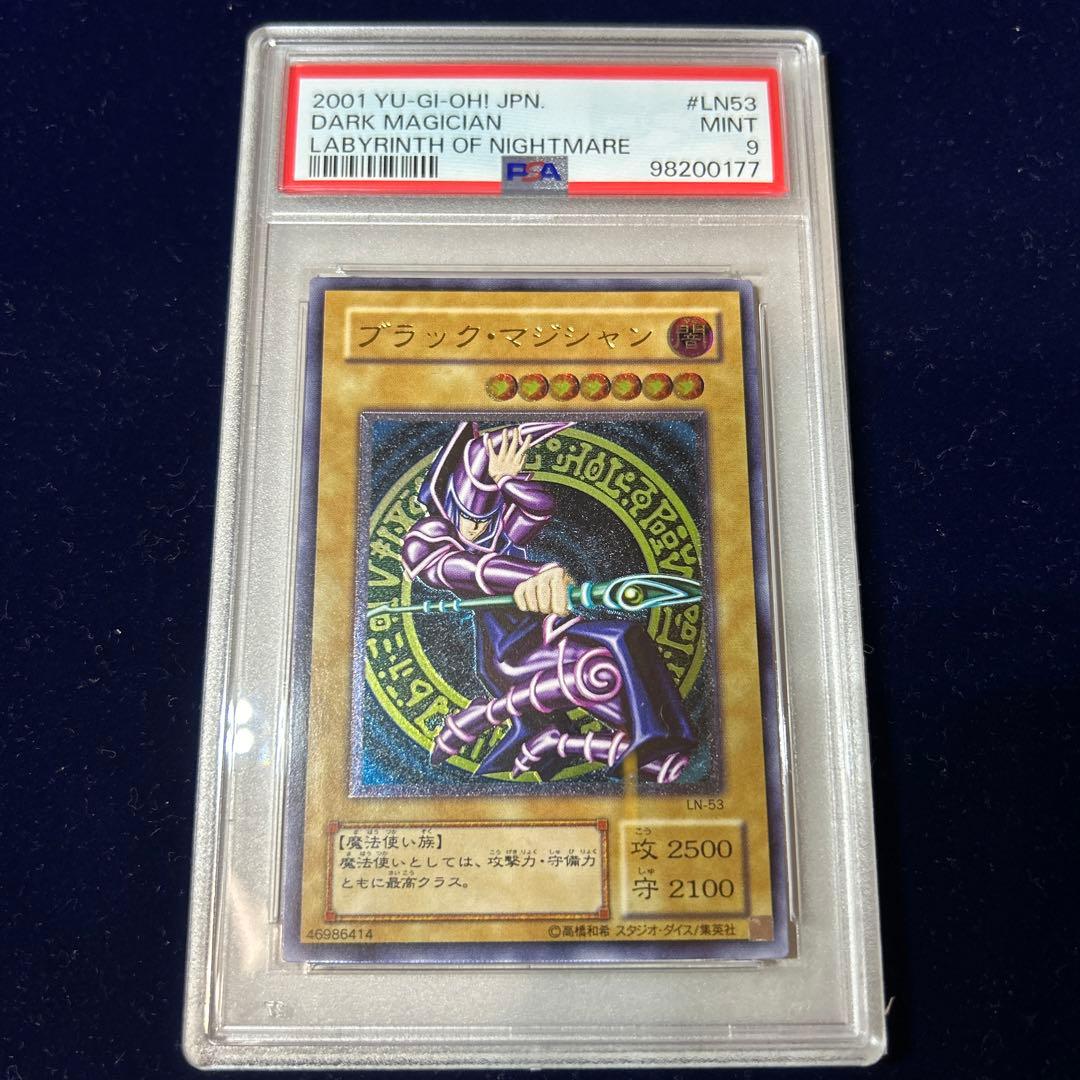 2001 YU-GI-OH! JPN. #LN53
DARK MAGICIAN MINT
LABYRINTH OF NIGHTMARE 9
PSA 98200177
ブラック・マジシャン 闇
LN-53
【魔法使い族】
魔法使いとしては、攻撃力・守備力
ともに最高クラス。
攻 2500
守 2100
46986414 ©高橋和希 スタジオ・ダイス/集英社